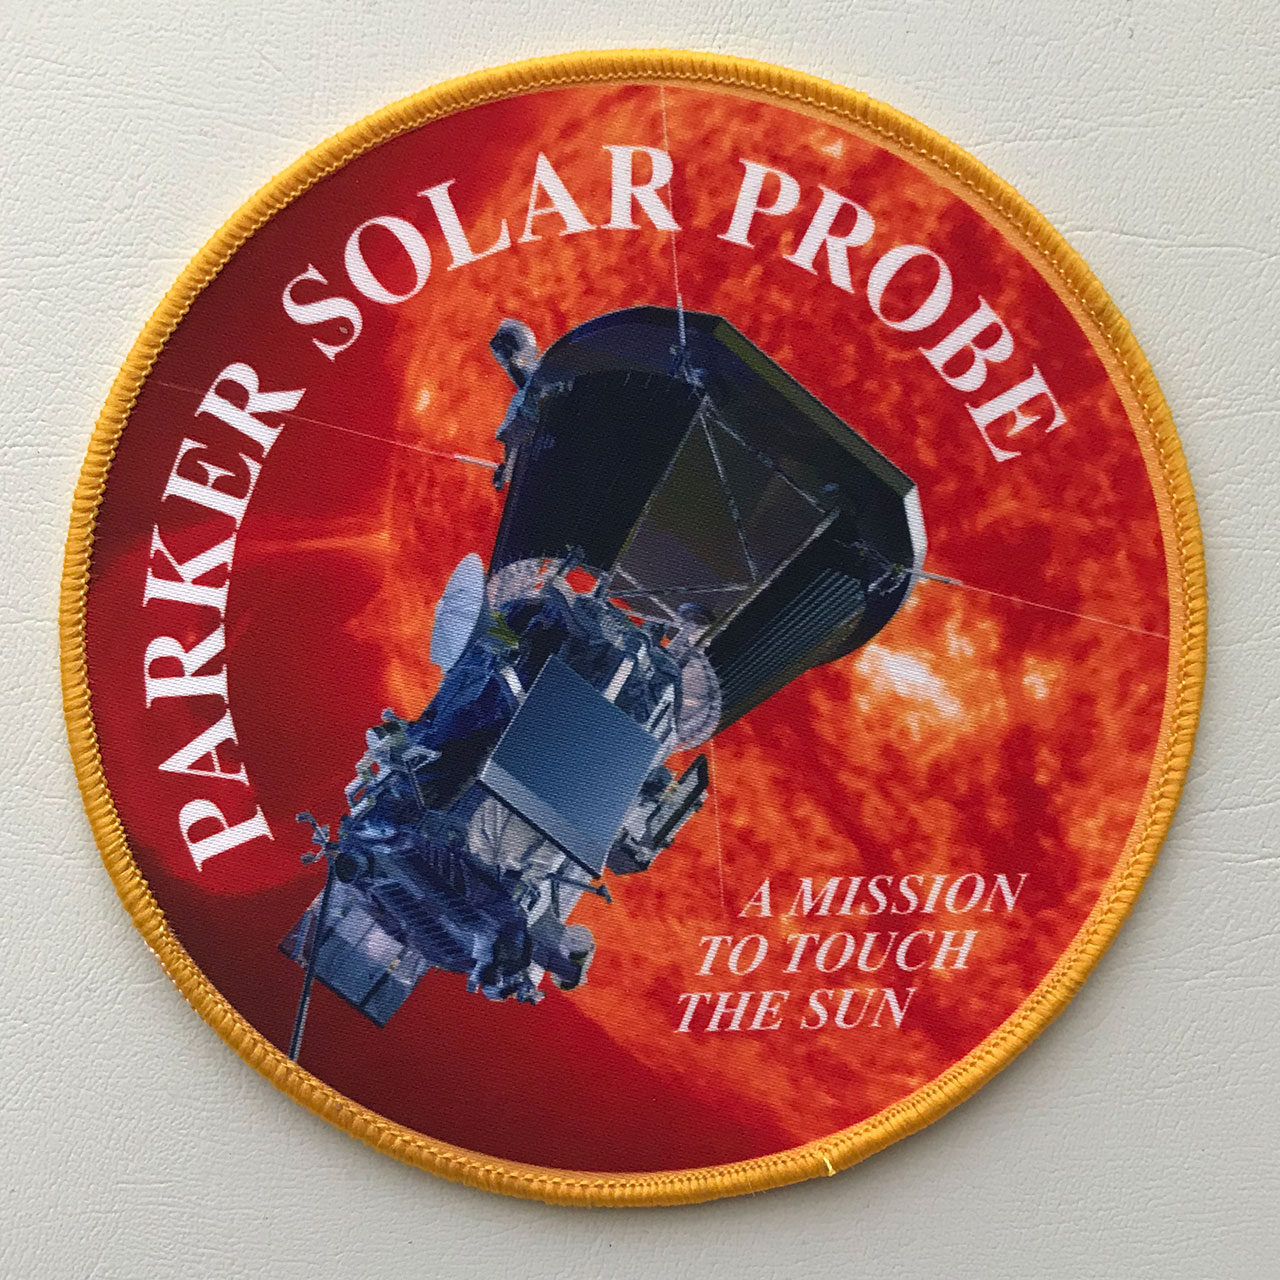 PARKER SOLAR PROBE
A MISSION
TO TOUCH
THE SUN